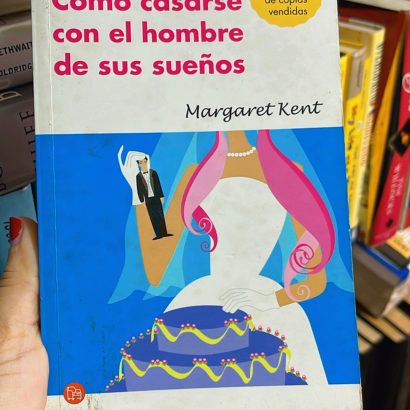 Cómo casarse
con el hombre
de sus sueños
de copias
vendidas
Margaret Kent